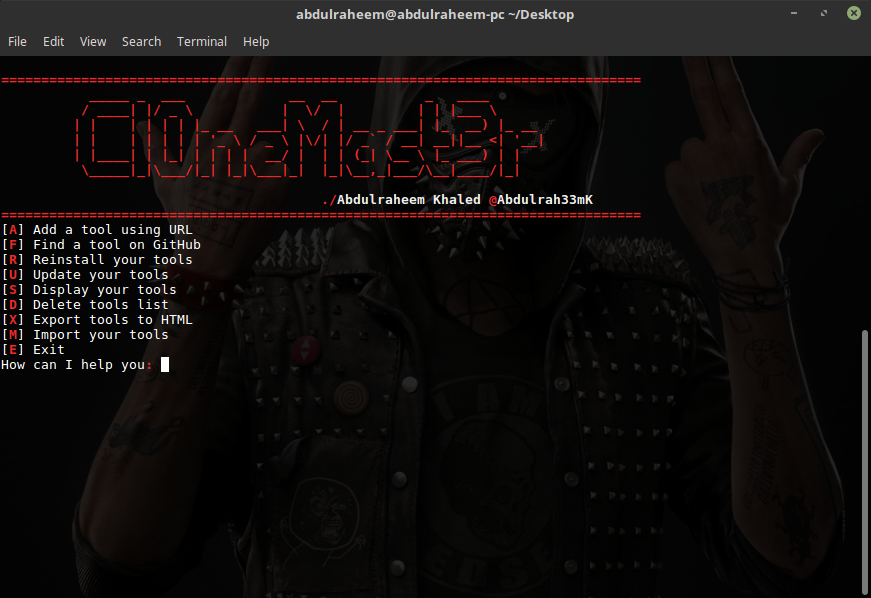 abdulraheem@abdulraheem-pc ~/Desktop
File Edit View Search Terminal Help
Cl0neMast3r
./Abdulraheem Khaled @Abdulrah33mK
[A] Add a tool using URL
[F] Find a tool on GitHub
[R] Reinstall your tools
[U] Update your tools
[S] Display your tools
[D] Delete tools list
[X] Export tools to HTML
[M] Import your tools
[E] Exit
How can I help you: